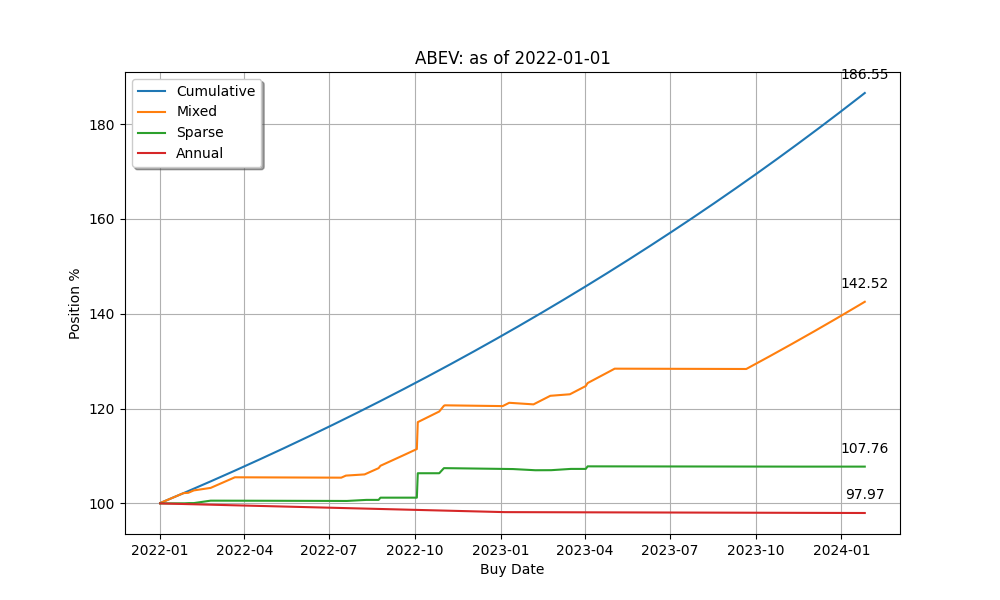 ABEV: as of 2022-01-01
Cumulative
Mixed
Sparse
Annual
186.55
142.52
107.76
97.97
180
160
140
120
100
Position %
2022-01 2022-04 2022-07 2022-10 2023-01 2023-04 2023-07 2023-10 2024-01
Buy Date